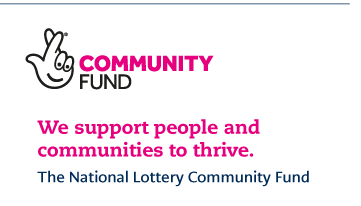 COMMUNITY
FUND
We support people and
communities to thrive.
The National Lottery Community Fund